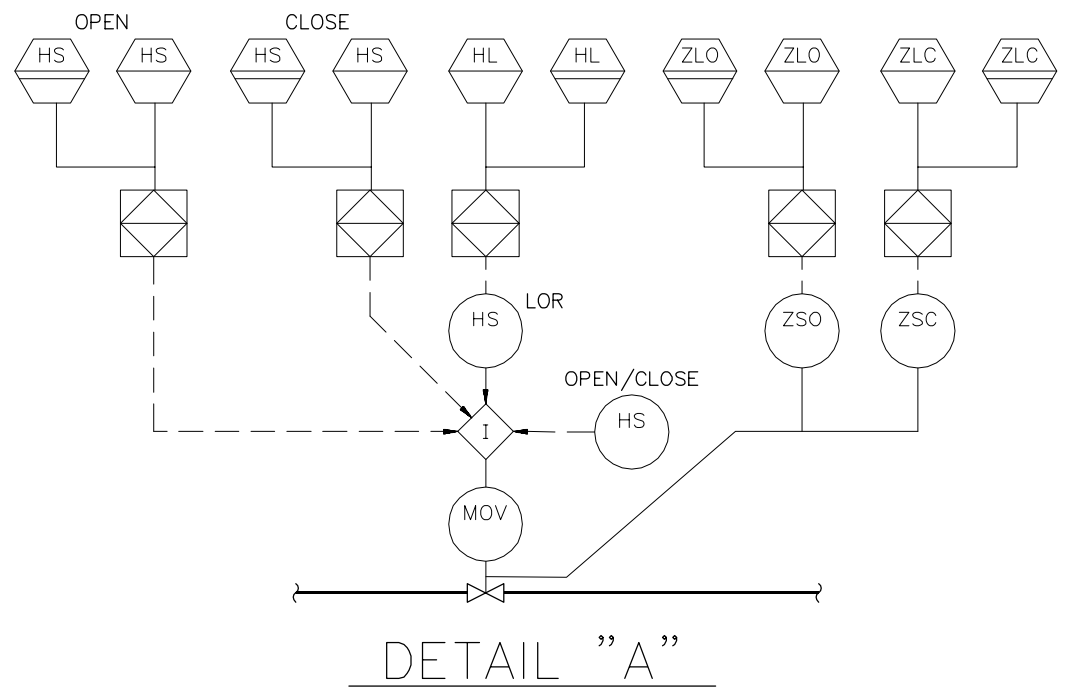 OPEN CLOSE
HS HS HS HS HL HL ZLO ZLO ZLC ZLC
HS LOR ZSO ZSC
OPEN/CLOSE
I HS
MOV
DETAIL "A"